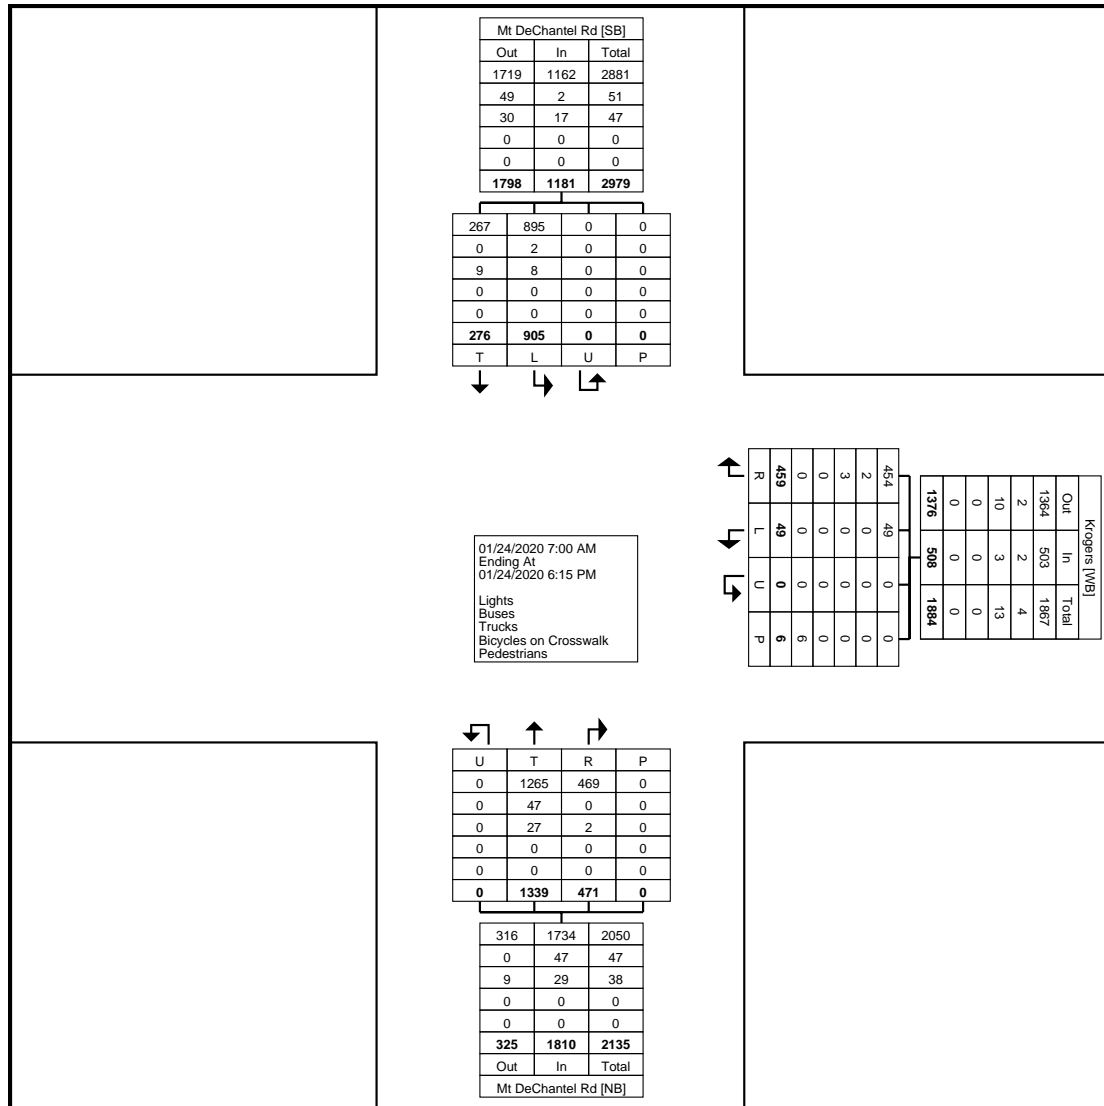 Mt DeChantel Rd [SB]
Out In Total
1719 1162 2881
49 2 51
30 17 47
0 0 0
0 0 0
1798 1181 2979
267 895 0 0
0 2 0 0
9 8 0 0
0 0 0 0
0 0 0 0
276 905 0 0
T L U P
Krogers [WB]
Out In Total
1364 503 1867
2 2 4
10 3 13
0 0 0
0 0 0
1376 508 1884
454 49 0 0
2 0 0 0
3 0 0 0
0 0 0 0
0 0 0 6
459 49 0 6
R L U P
01/24/2020 7:00 AM
Ending At
01/24/2020 6:15 PM
Lights
Buses
Trucks
Bicycles on Crosswalk
Pedestrians
U T R P
0 1265 469 0
0 47 0 0
0 27 2 0
0 0 0 0
0 0 0 0
0 1339 471 0
316 1734 2050
0 47 47
9 29 38
0 0 0
0 0 0
325 1810 2135
Out In Total
Mt DeChantel Rd [NB]